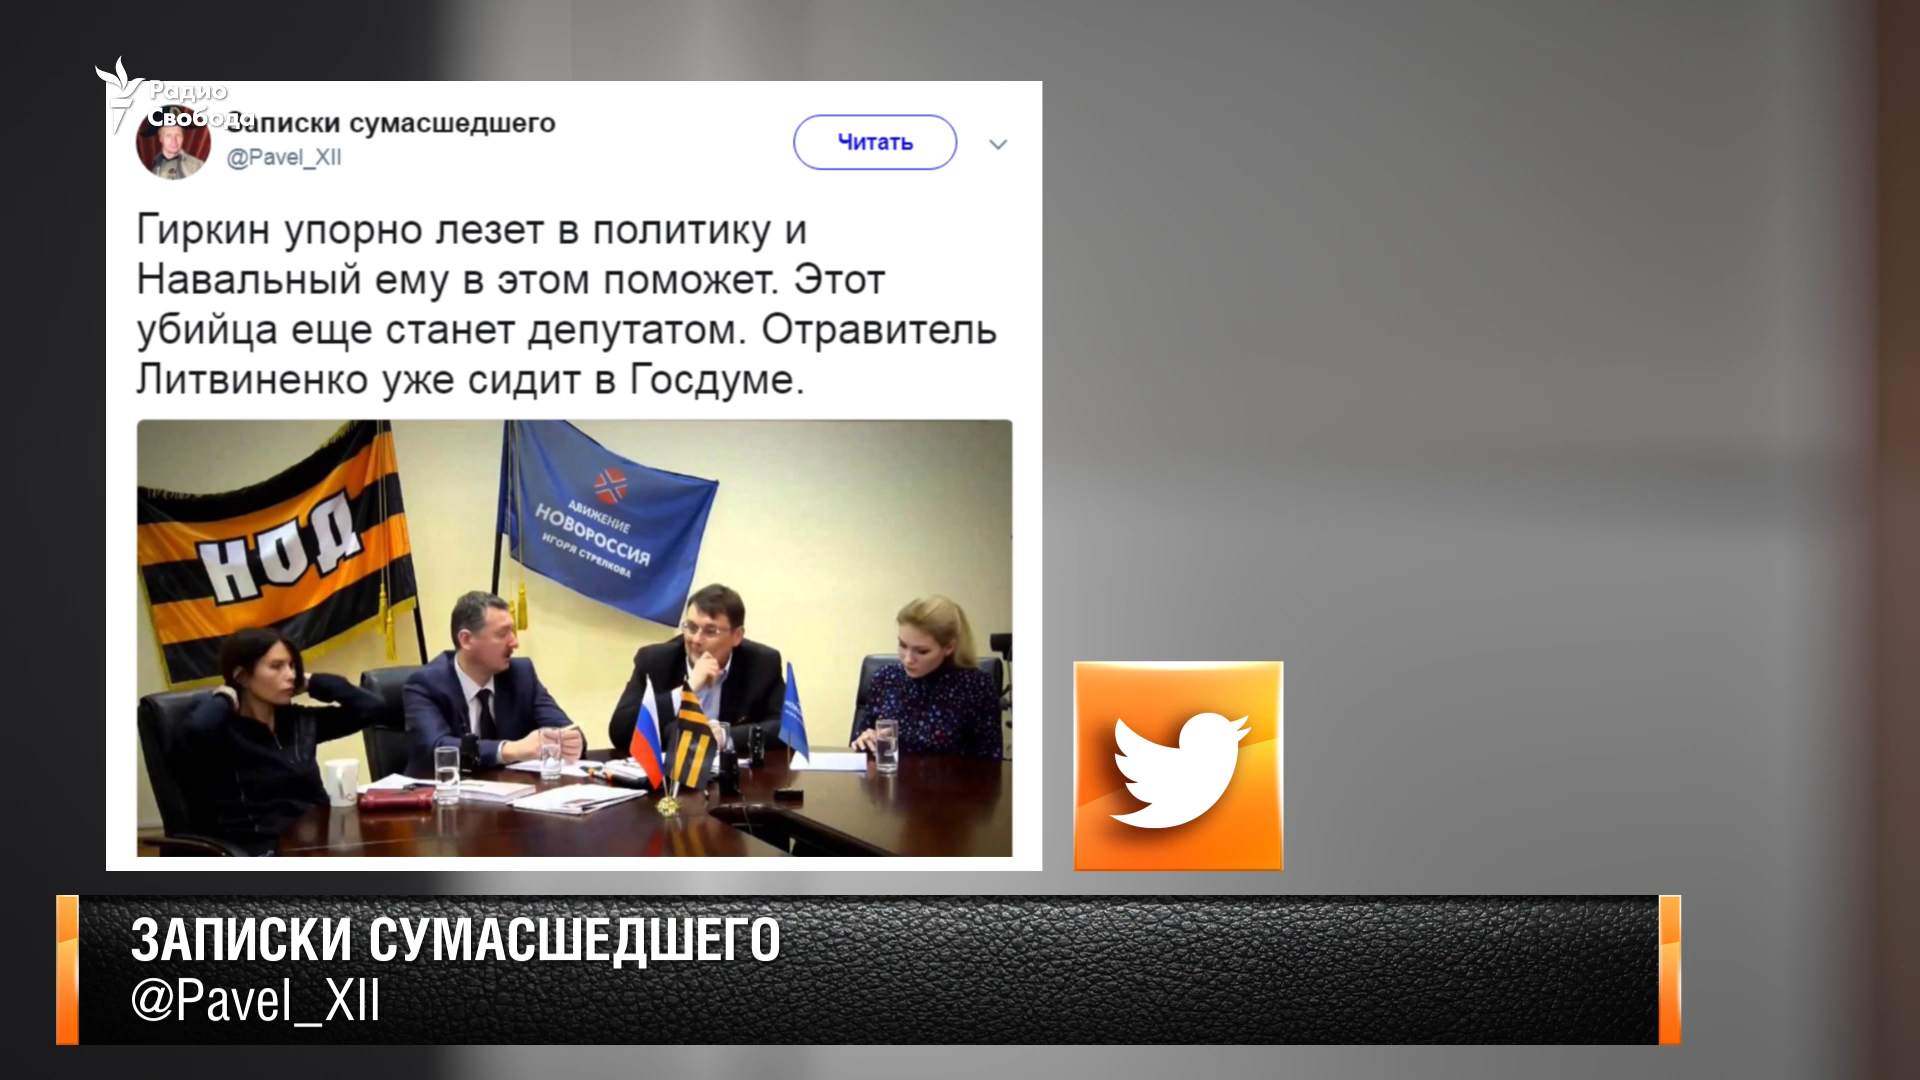 Радио
Свобода
Записки сумасшедшего
@Pavel_XII
Читать
Гиркин упорно лезет в политику и
Навальный ему в этом поможет. Этот
убийца еще станет депутатом. Отравитель
Литвиненко уже сидит в Госдуме.
НОД
ДВИЖЕНИЕ
НОВОРОССИЯ
ИГОРЯ СТРЕЛКОВА
ЗАПИСКИ СУМАСШЕДШЕГО
@Pavel_XII